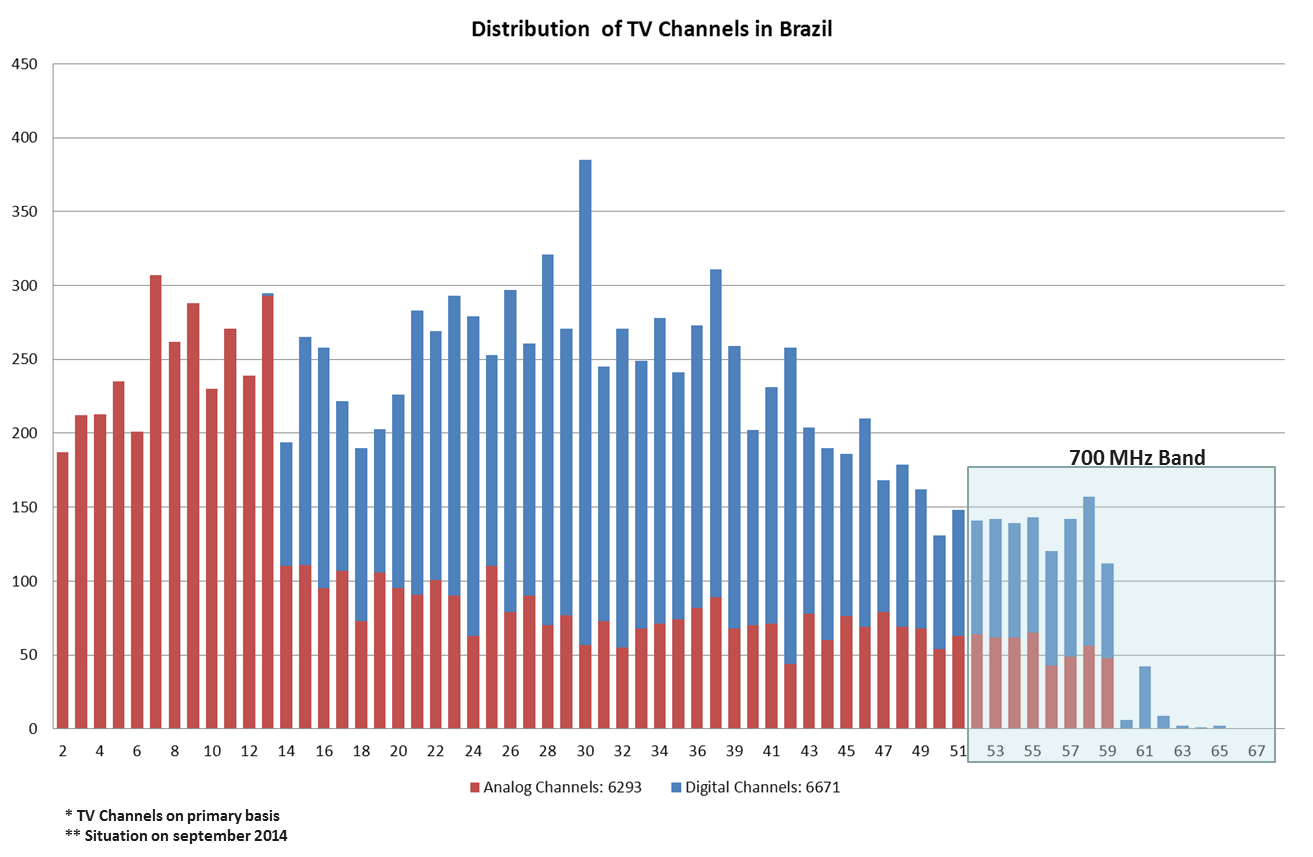 Distribution of TV Channels in Brazil
450
400
350
300
250
200
150
100
50
0
700 MHz Band
2 4 6 8 10 12 14 16 18 20 22 24 26 28 30 32 34 36 39 41 43 45 47 49 51 53 55 57 59 61 63 65 67
Analog Channels: 6293 Digital Channels: 6671
* TV Channels on primary basis
** Situation on september 2014